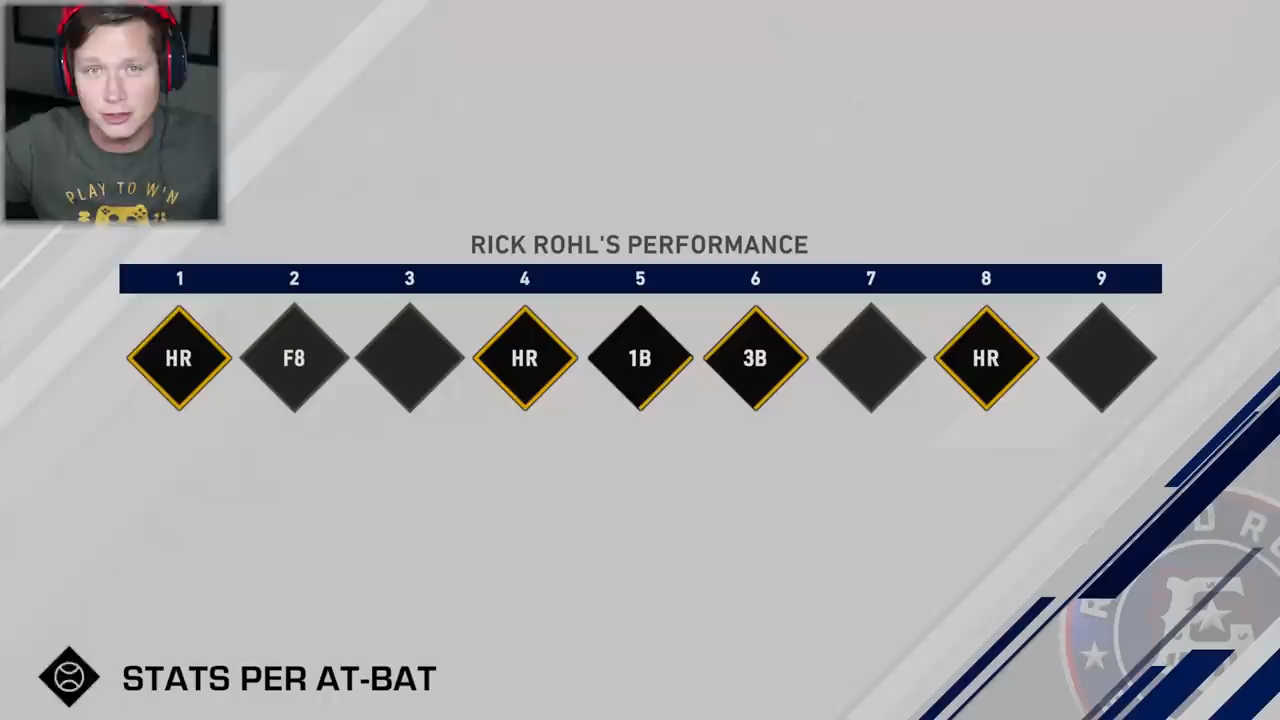 PLAY TO WIN
RICK ROHL'S PERFORMANCE
1 2 3 4 5 6 7 8 9
HR F8 HR 1B 3B HR
STATS PER AT-BAT